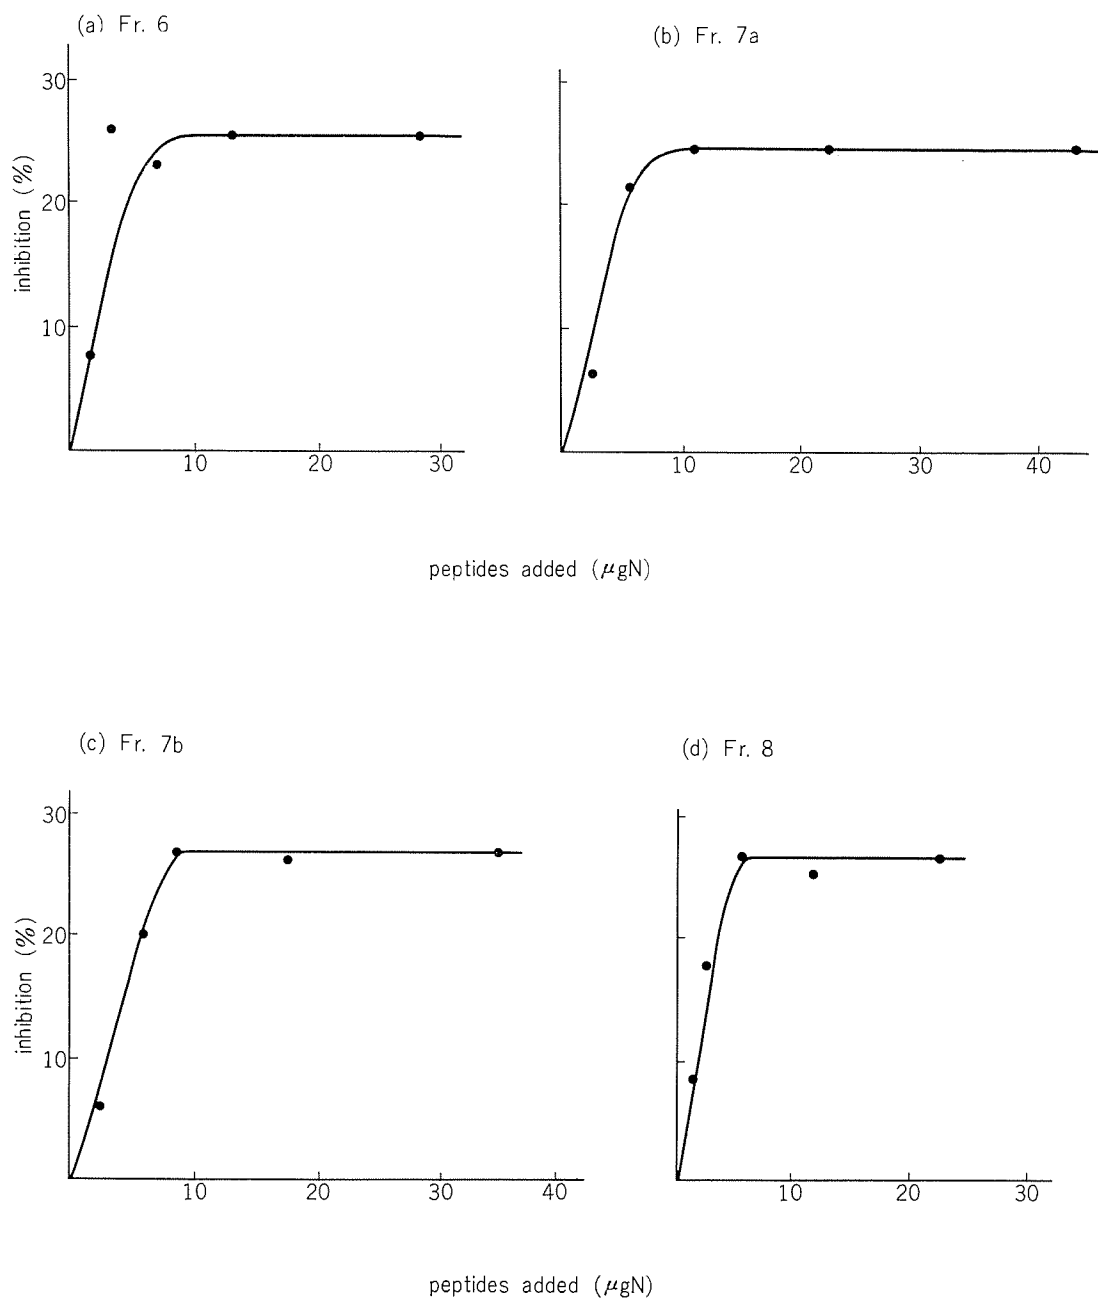 (a) Fr. 6
(b) Fr. 7a
30
20
10
inhibition (%)
10 20 30
10 20 30 40
peptides added (μgN)
(c) Fr. 7b
(d) Fr. 8
30
20
10
inhibition (%)
10 20 30 40
10 20 30
peptides added (μgN)